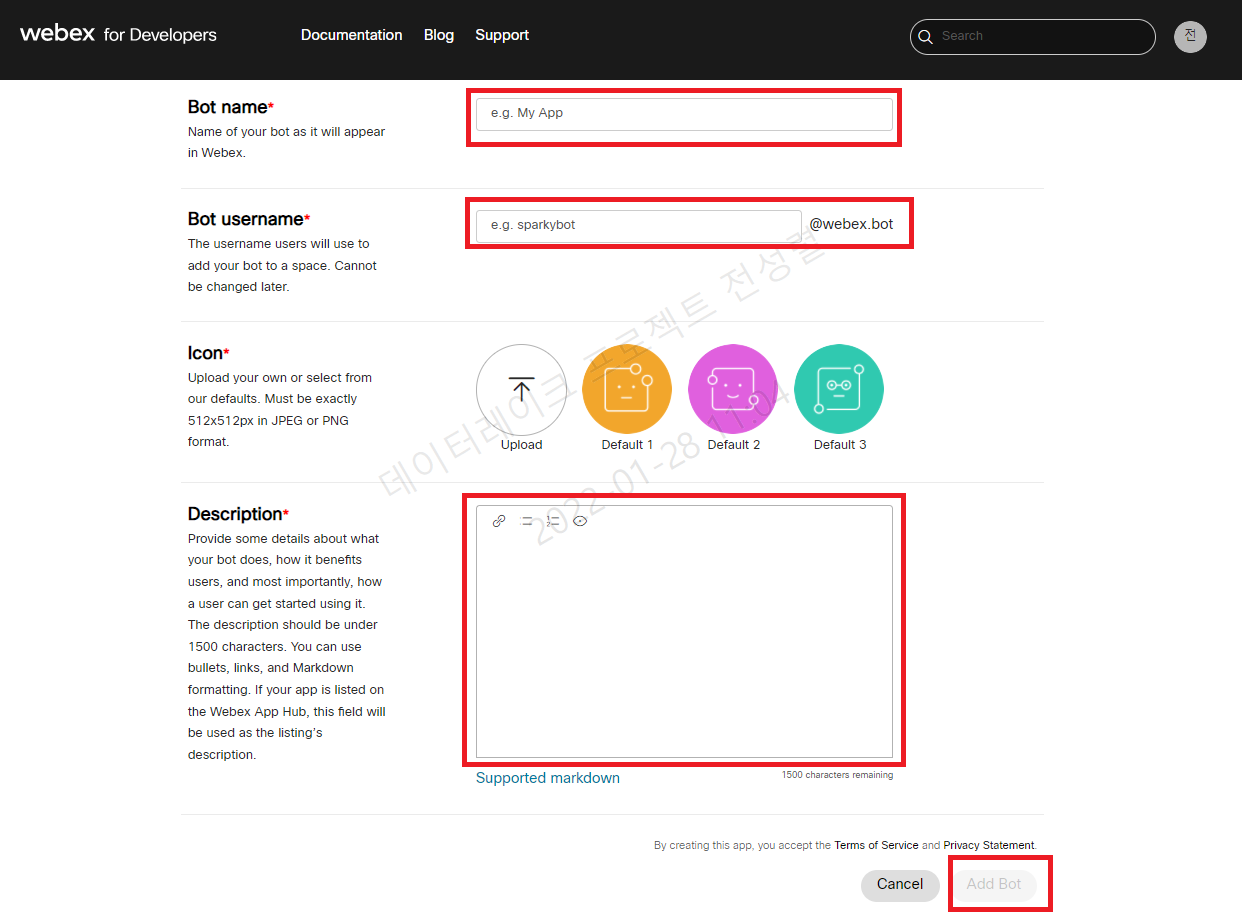 webex for Developers Documentation Blog Support Search 전
Bot name*
Name of your bot as it will appear
in Webex.
e.g. My App
Bot username*
The username users will use to
add your bot to a space. Cannot
be changed later.
e.g. sparkybot @webex.bot
Icon*
Upload your own or select from
our defaults. Must be exactly
512x512px in JPEG or PNG
format.
Upload Default 1 Default 2 Default 3
Description*
Provide some details about what
your bot does, how it benefits
users, and most importantly, how
a user can get started using it.
The description should be under
1500 characters. You can use
bullets, links, and Markdown
formatting. If your app is listed on
the Webex App Hub, this field will
be used as the listing's
description.
Supported markdown 1500 characters remaining
By creating this app, you accept the Terms of Service and Privacy Statement.
Cancel Add Bot
데이터레이크 프로젝트 전성렬
2022-01-28 11:04